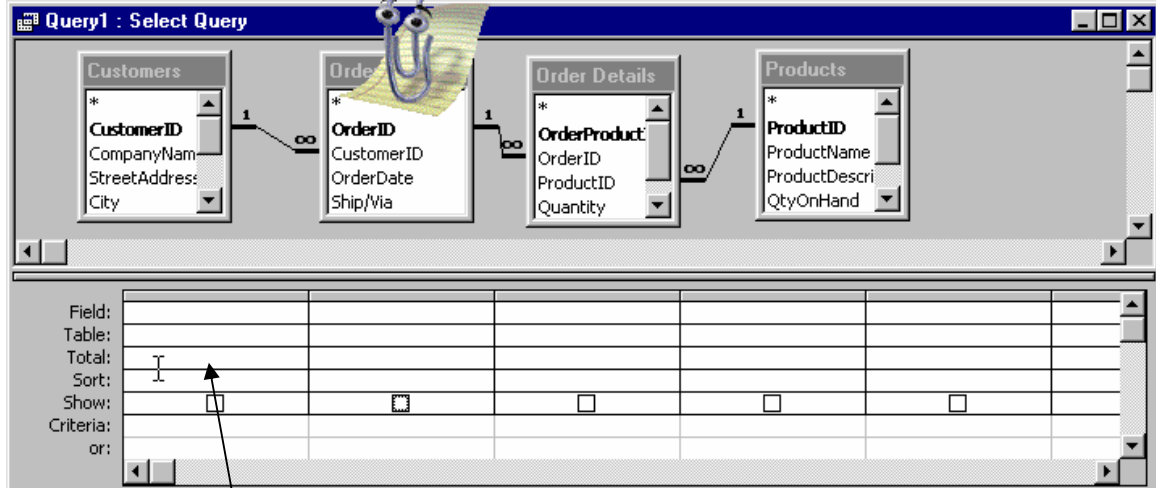 Query1 : Select Query
Customers
*
CustomerID
CompanyNam
StreetAddress
City
1
∞
Orde
*
OrderID
CustomerID
OrderDate
Ship/Via
1
∞
Order Details
*
OrderProduct
OrderID
ProductID
Quantity
∞
1
Products
*
ProductID
ProductName
ProductDescri
QtyOnHand
Field:
Table:
Total:
Sort:
Show:
Criteria:
or: